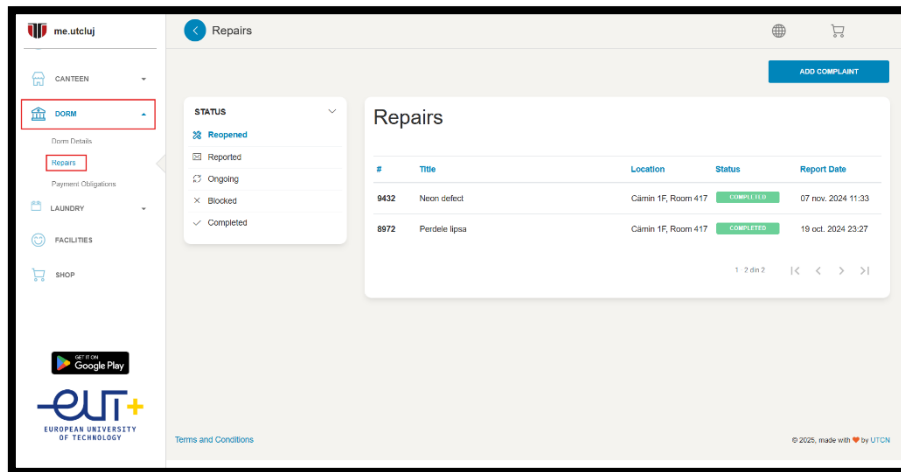 me.utcluj
Repairs
CANTEEN
ADD COMPLAINT
DORM
Dorm Details
Repairs
Payment Obligations
LAUNDRY
FACILITIES
SHOP
STATUS
Reopened
Reported
Ongoing
Blocked
Completed
Repairs
# Title Location Status Report Date
9432 Neon defect Cămin 1F, Room 417 COMPLETED 07 nov. 2024 11:33
8972 Perdele lipsa Cămin 1F, Room 417 COMPLETED 19 oct. 2024 23:27
1 - 2 din 2
GET IT ON
Google Play
eut+
EUROPEAN UNIVERSITY
OF TECHNOLOGY
Terms and Conditions
© 2025, made with ❤ by UTCN